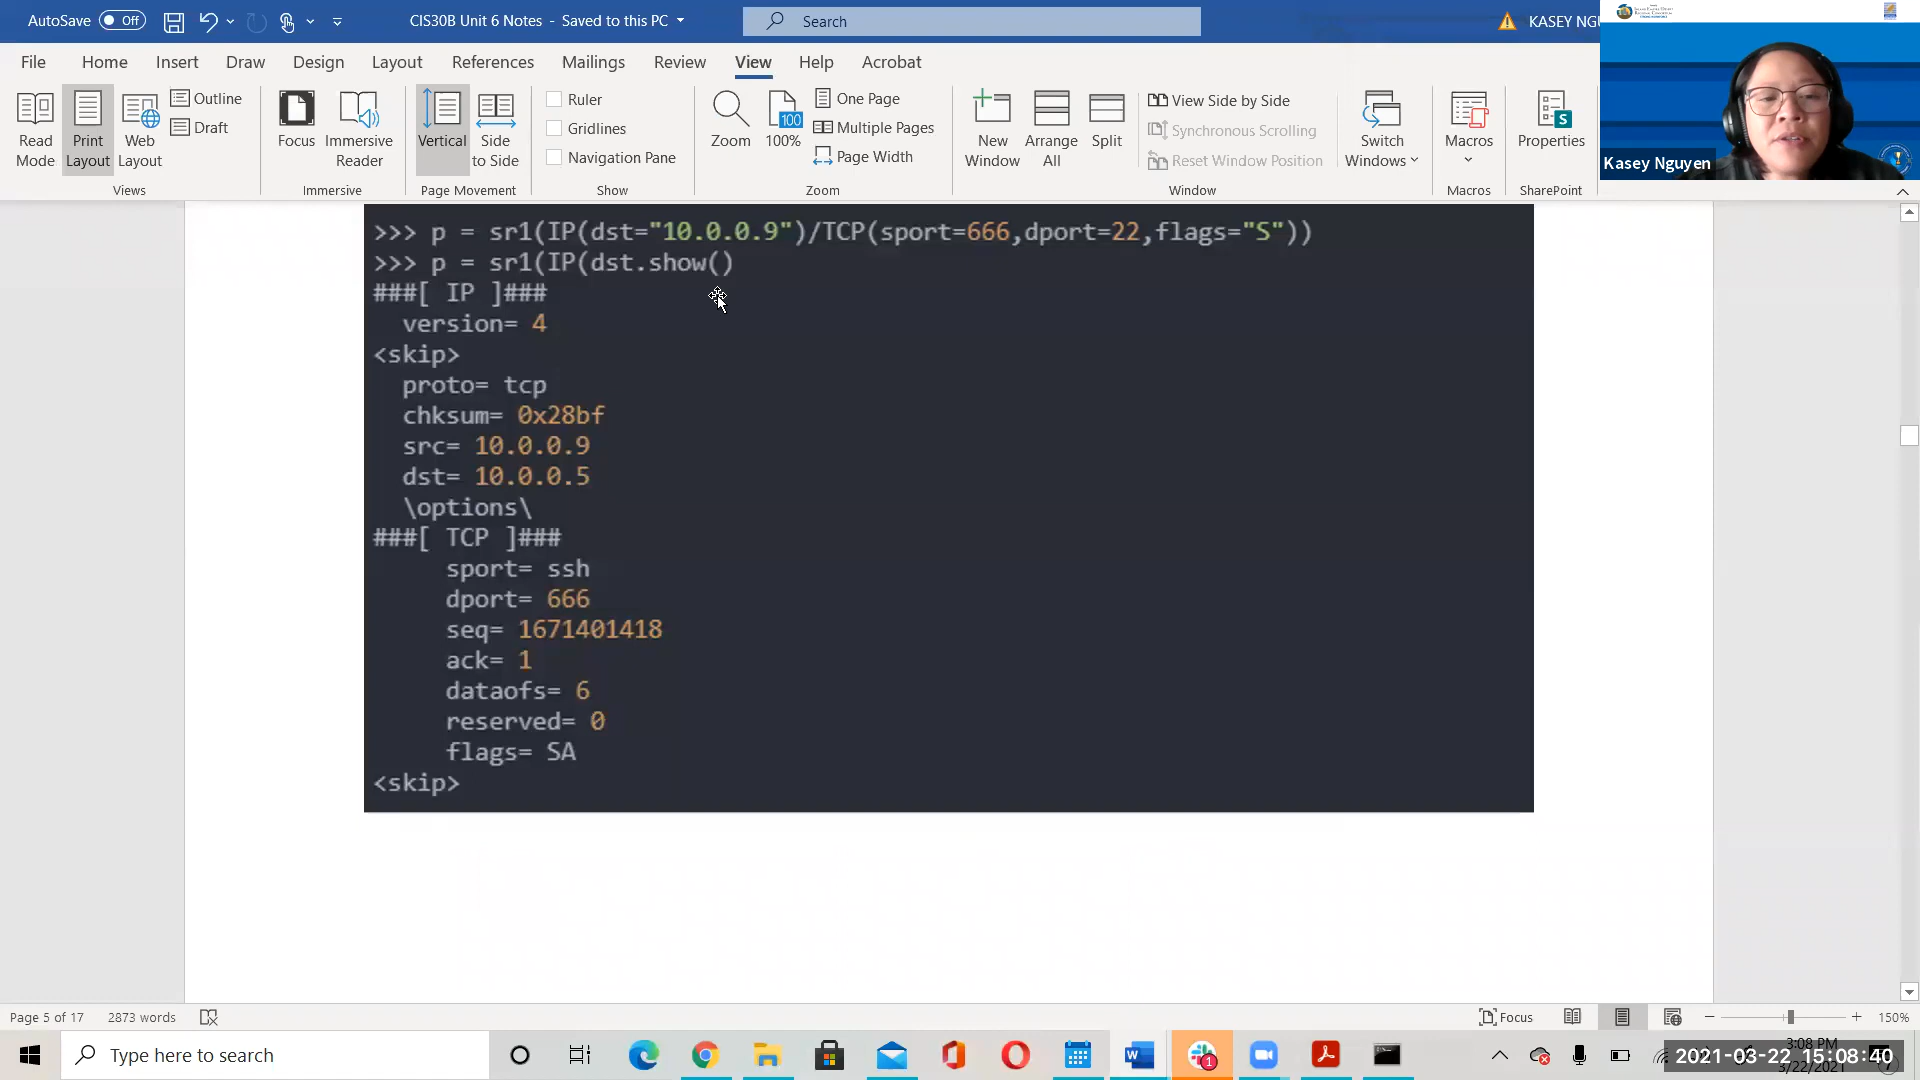 AutoSave Off CIS30B Unit 6 Notes - Saved to this PC Search KASEY NGU
File Home Insert Draw Design Layout References Mailings Review View Help Acrobat
Read Mode
Print Layout
Web Layout
Outline
Draft
Views
Focus
Immersive Reader
Immersive
Vertical
Side to Side
Page Movement
Ruler
Gridlines
Navigation Pane
Show
Zoom
100
100%
One Page
Multiple Pages
Page Width
Zoom
New Window
Arrange All
Split
View Side by Side
Synchronous Scrolling
Reset Window Position
Window
Switch Windows
Macros
Macros
Properties
SharePoint
Kasey Nguyen
>>> p = sr1(IP(dst="10.0.0.9")/TCP(sport=666,dport=22,flags="S"))
>>> p = sr1(IP(dst.show()
###[ IP ]###
version= 4
<skip>
proto= tcp
chksum= 0x28bf
src= 10.0.0.9
dst= 10.0.0.5
\options\
###[ TCP ]###
sport= ssh
dport= 666
seq= 1671401418
ack= 1
dataofs= 6
reserved= 0
flags= SA
<skip>
Page 5 of 17 2873 words Focus 150%
Type here to search
1
3:08 PM
2021-03-22 15:08:40